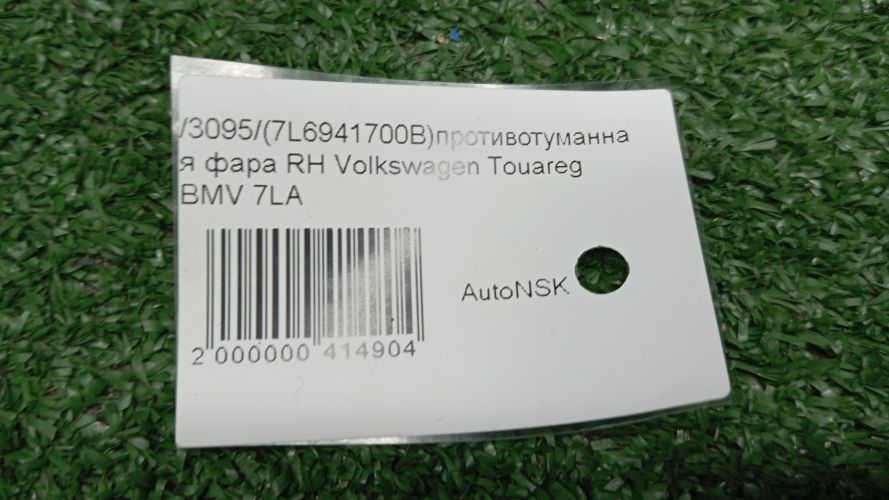 /3095/(7L6941700B)противотуманна
я фара RH Volkswagen Touareg
BMV 7LA
AutoNSK
2 000000 414904